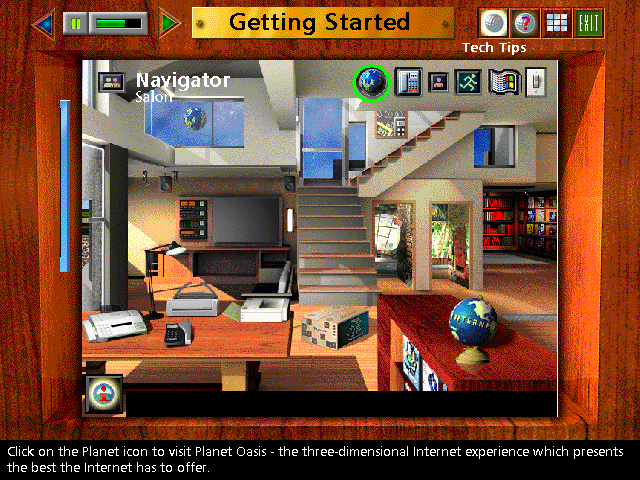 Getting Started
EXIT
Tech Tips
Navigator
Salon
INTERNET
Click on the Planet icon to visit Planet Oasis - the three-dimensional Internet experience which presents
the best the Internet has to offer.